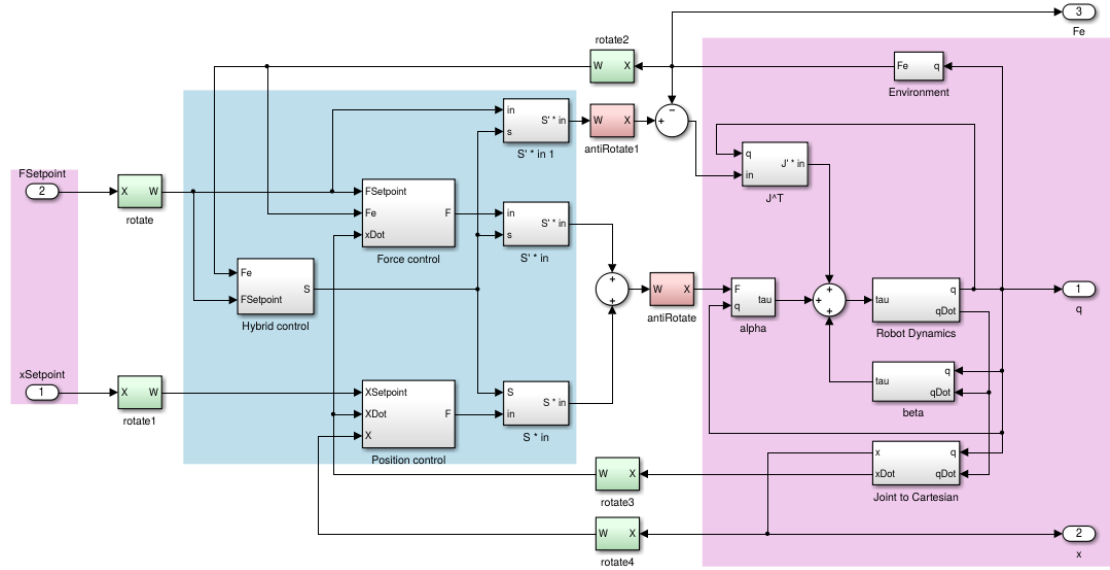 3
Fe
rotate2
W X
Fe q
Environment
in
s
S' * in
S' * in 1
W X
antiRotate1
−
+
q
in
J' * in
J^T
FSetpoint
2
X W
rotate
FSetpoint
Fe
xDot
F
Force control
in
s
S' * in
S' * in
Fe
FSetpoint
S
Hybrid control
+
+
W X
antiRotate
F
q
tau
alpha
+
+
+
tau
q
qDot
Robot Dynamics
1
q
q
qDot
tau
beta
xSetpoint
1
X W
rotate1
XSetpoint
XDot
X
F
Position control
S
in
S * in
S * in
x
xDot
q
qDot
Joint to Cartesian
W X
rotate3
W X
rotate4
2
x